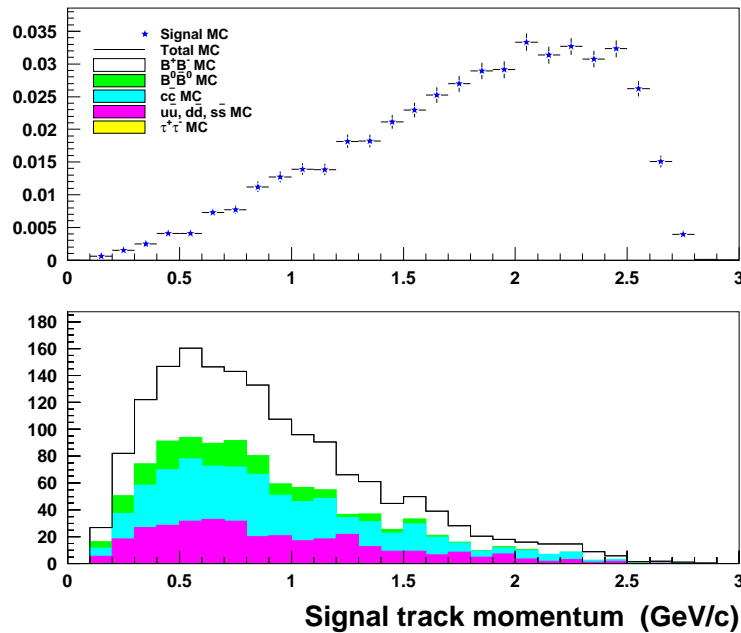 0.035
0.03
0.025
0.02
0.015
0.01
0.005
0
Signal MC
Total MC
B⁺B⁻ MC
B⁰B̄⁰ MC
cc̄ MC
uū, dd̄, ss̄ MC
τ⁺τ⁻ MC
0 0.5 1 1.5 2 2.5 3
180
160
140
120
100
80
60
40
20
0
0 0.5 1 1.5 2 2.5 3
Signal track momentum (GeV/c)